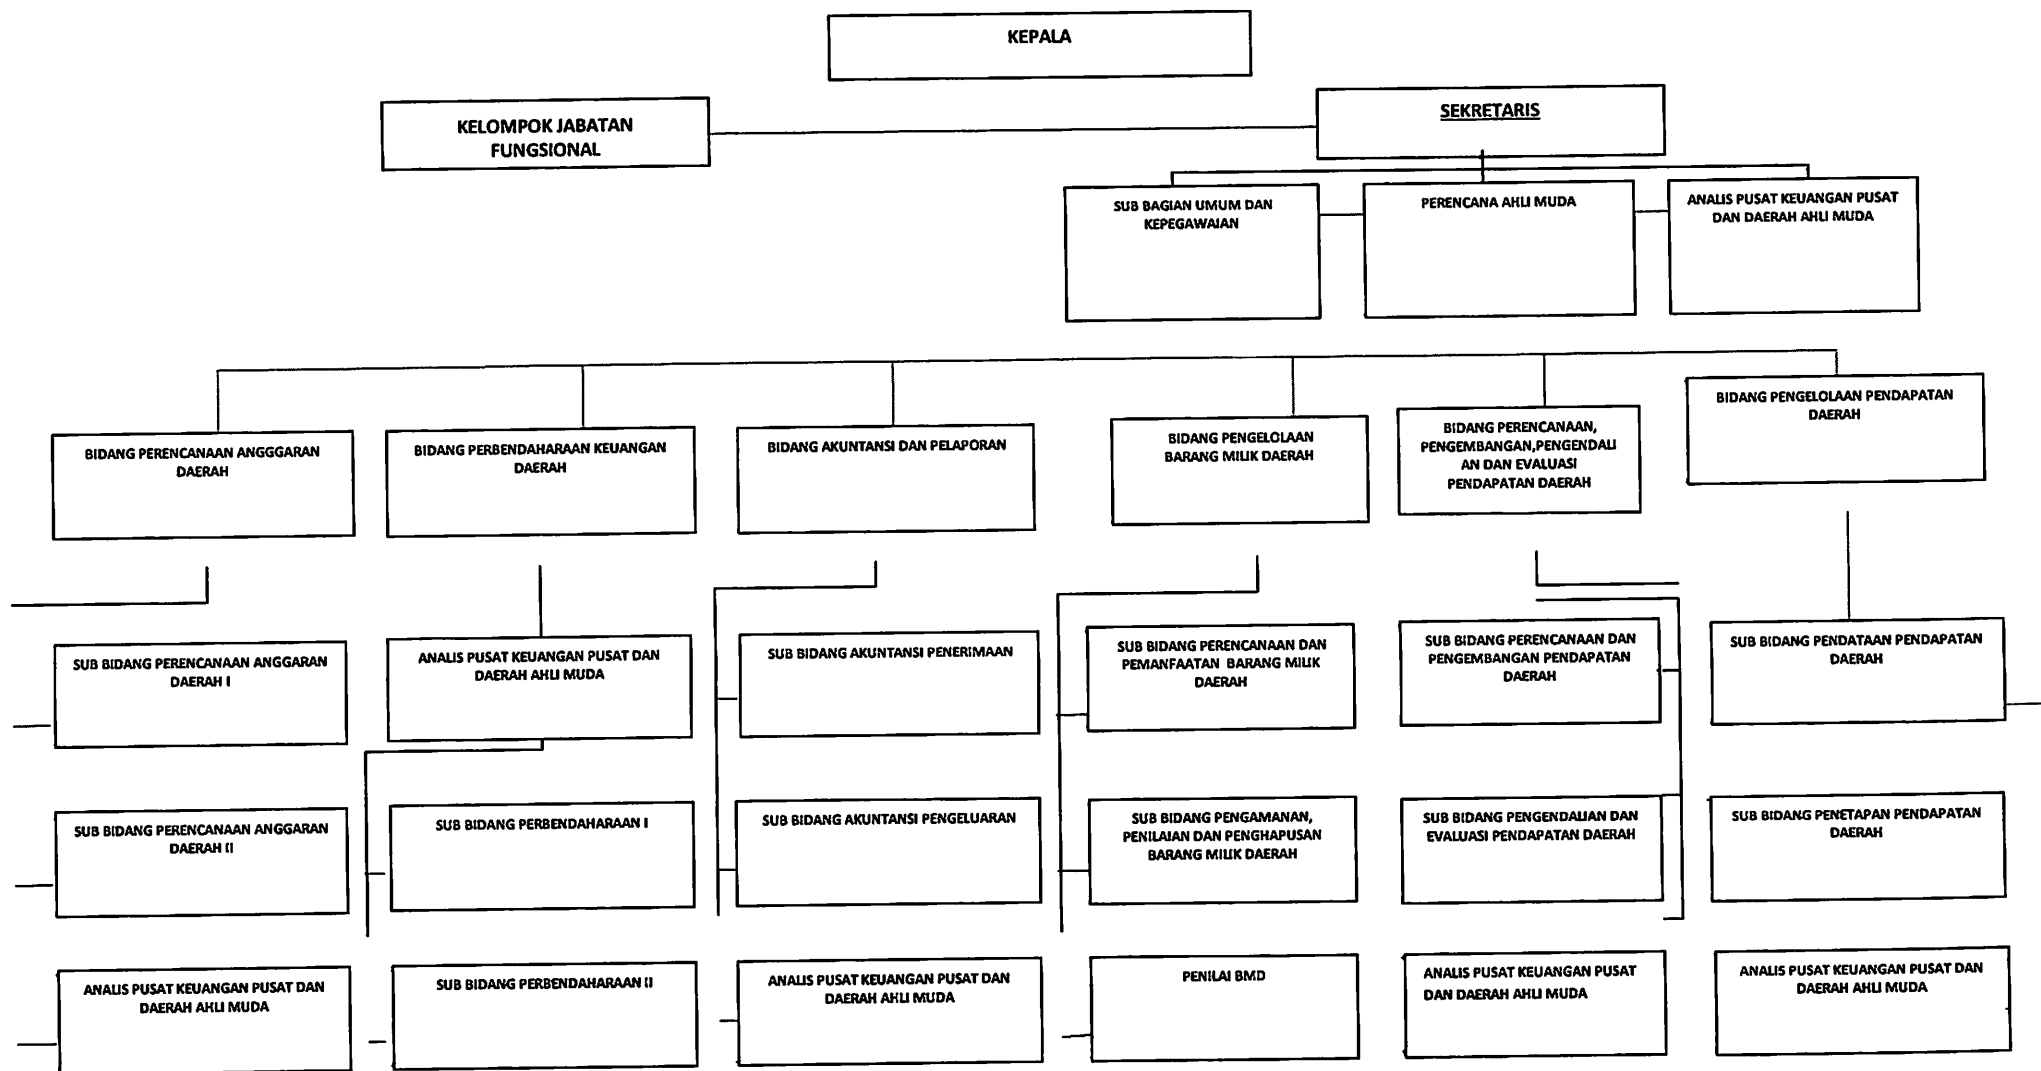 KEPALA
KELOMPOK JABATAN
FUNGSIONAL
SEKRETARIS
SUB BAGIAN UMUM DAN
KEPEGAWAIAN
PERENCANA AHLI MUDA
ANALIS PUSAT KEUANGAN PUSAT
DAN DAERAH AHLI MUDA
BIDANG PERENCANAAN ANGGGARAN
DAERAH
BIDANG PERBENDAHARAAN KEUANGAN
DAERAH
BIDANG AKUNTANSI DAN PELAPORAN
BIDANG PENGELOLAAN
BARANG MILIK DAERAH
BIDANG PERENCANAAN,
PENGEMBANGAN,PENGENDALI
AN DAN EVALUASI
PENDAPATAN DAERAH
BIDANG PENGELOLAAN PENDAPATAN
DAERAH
SUB BIDANG PERENCANAAN ANGGARAN
DAERAH I
ANALIS PUSAT KEUANGAN PUSAT DAN
DAERAH AHLI MUDA
SUB BIDANG AKUNTANSI PENERIMAAN
SUB BIDANG PERENCANAAN DAN
PEMANFAATAN BARANG MILIK
DAERAH
SUB BIDANG PERENCANAAN DAN
PENGEMBANGAN PENDAPATAN
DAERAH
SUB BIDANG PENDATAAN PENDAPATAN
DAERAH
SUB BIDANG PERENCANAAN ANGGARAN
DAERAH II
SUB BIDANG PERBENDAHARAAN I
SUB BIDANG AKUNTANSI PENGELUARAN
SUB BIDANG PENGAMANAN,
PENILAIAN DAN PENGHAPUSAN
BARANG MILIK DAERAH
SUB BIDANG PENGENDALIAN DAN
EVALUASI PENDAPATAN DAERAH
SUB BIDANG PENETAPAN PENDAPATAN
DAERAH
ANALIS PUSAT KEUANGAN PUSAT DAN
DAERAH AHLI MUDA
SUB BIDANG PERBENDAHARAAN II
ANALIS PUSAT KEUANGAN PUSAT DAN
DAERAH AHLI MUDA
PENILAI BMD
ANALIS PUSAT KEUANGAN PUSAT
DAN DAERAH AHLI MUDA
ANALIS PUSAT KEUANGAN PUSAT DAN
DAERAH AHLI MUDA